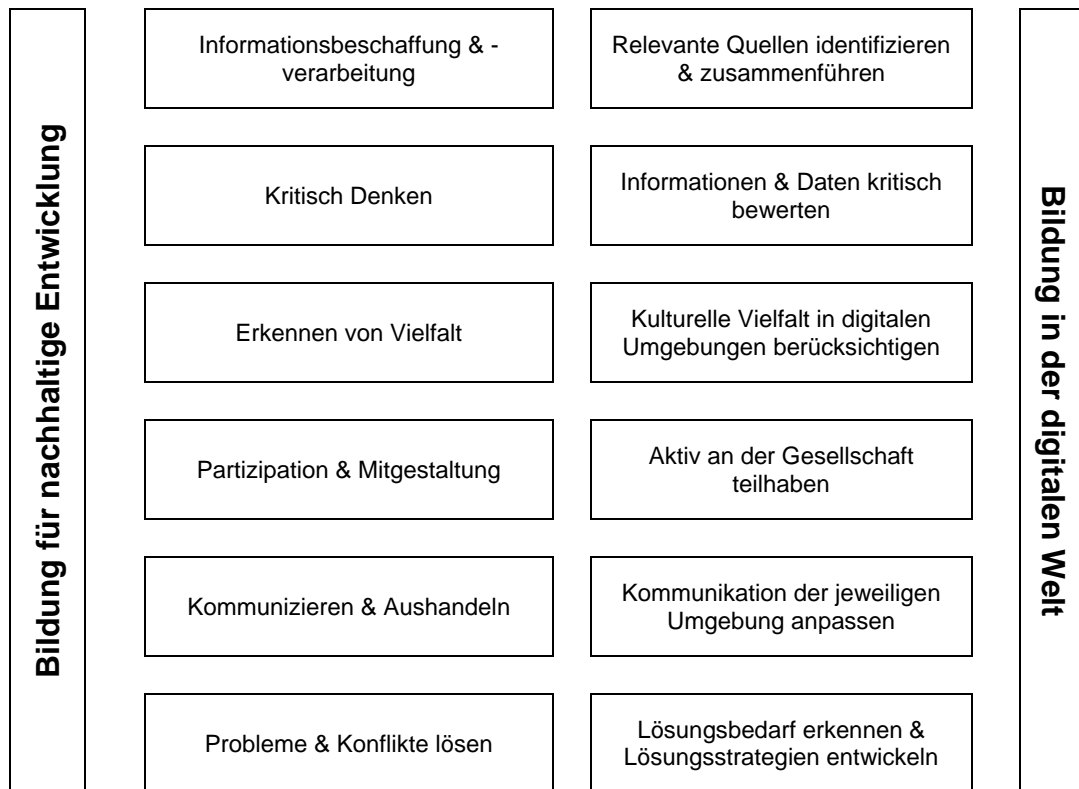 Bildung für nachhaltige Entwicklung
Informationsbeschaffung & -
verarbeitung
Relevante Quellen identifizieren
& zusammenführen
Kritisch Denken
Informationen & Daten kritisch
bewerten
Erkennen von Vielfalt
Kulturelle Vielfalt in digitalen
Umgebungen berücksichtigen
Partizipation & Mitgestaltung
Aktiv an der Gesellschaft
teilhaben
Kommunizieren & Aushandeln
Kommunikation der jeweiligen
Umgebung anpassen
Probleme & Konflikte lösen
Lösungsbedarf erkennen &
Lösungsstrategien entwickeln
Bildung in der digitalen Welt